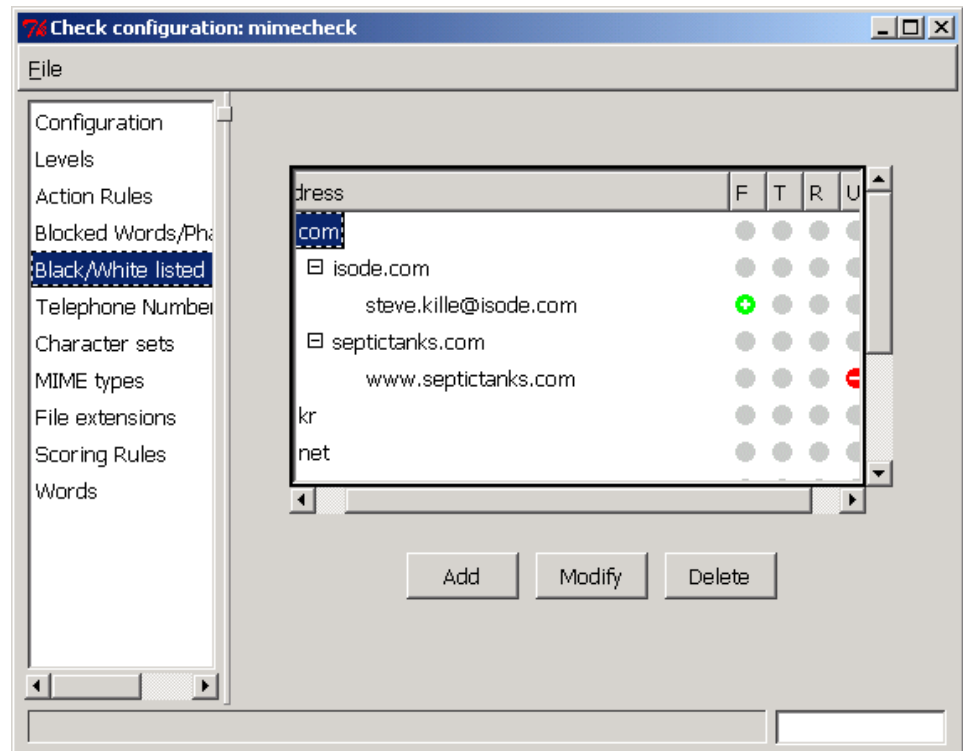 Check configuration: mimecheck
File
Configuration
Levels
Action Rules
Blocked Words/Pha
Black/White listed
Telephone Number
Character sets
MIME types
File extensions
Scoring Rules
Words
dress F T R U
com
isode.com
steve.kille@isode.com
septictanks.com
www.septictanks.com
kr
net
Add Modify Delete